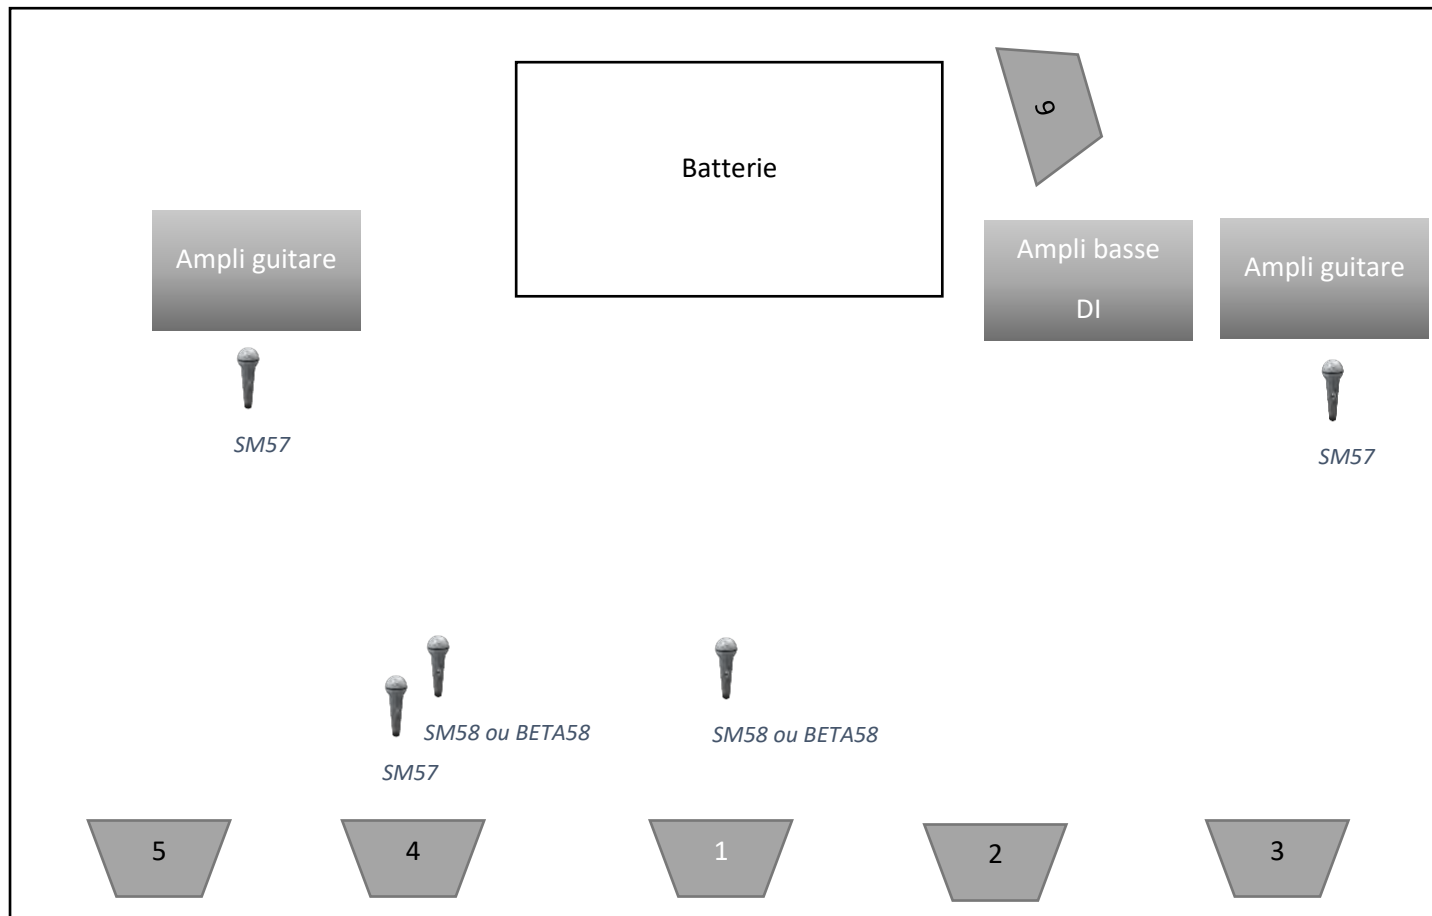 6
Batterie
Ampli guitare
Ampli basse
DI
Ampli guitare
SM57
SM57
SM58 ou BETA58
SM57
SM58 ou BETA58
5
4
1
2
3